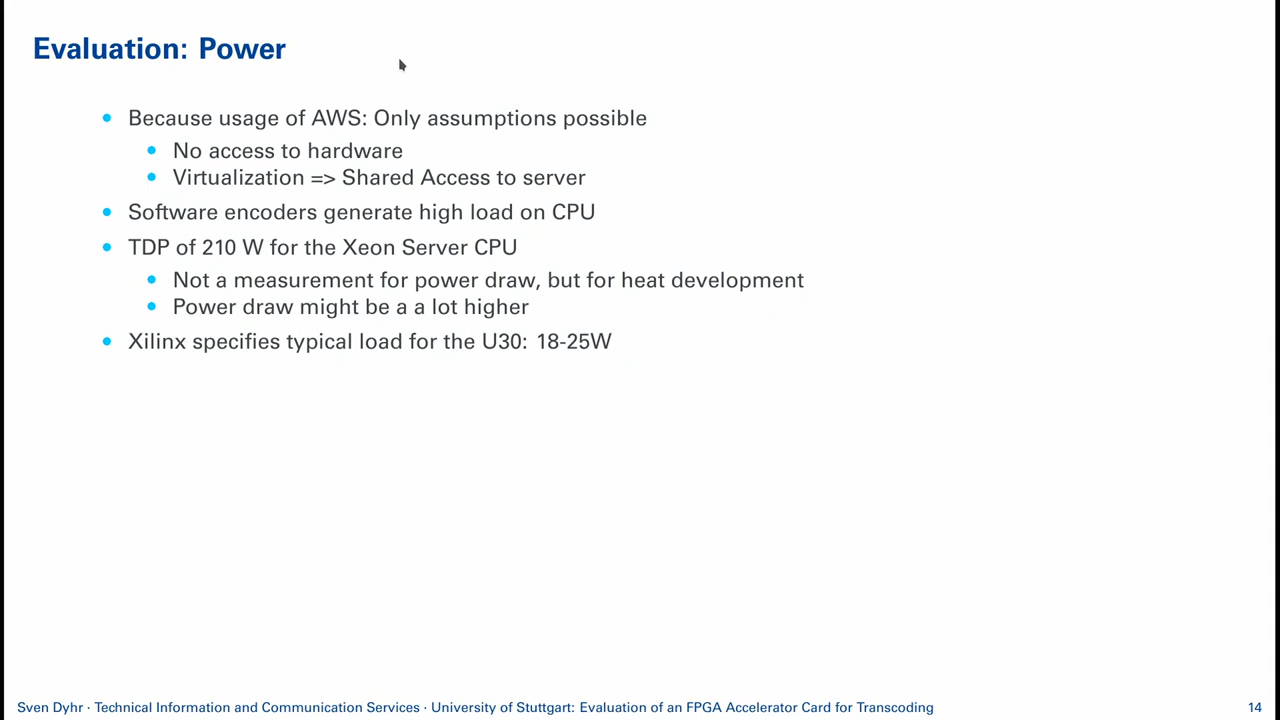 Evaluation: Power
• Because usage of AWS: Only assumptions possible
• No access to hardware
• Virtualization => Shared Access to server
• Software encoders generate high load on CPU
• TDP of 210 W for the Xeon Server CPU
• Not a measurement for power draw, but for heat development
• Power draw might be a a lot higher
• Xilinx specifies typical load for the U30: 18-25W
Sven Dyhr · Technical Information and Communication Services · University of Stuttgart: Evaluation of an FPGA Accelerator Card for Transcoding 14